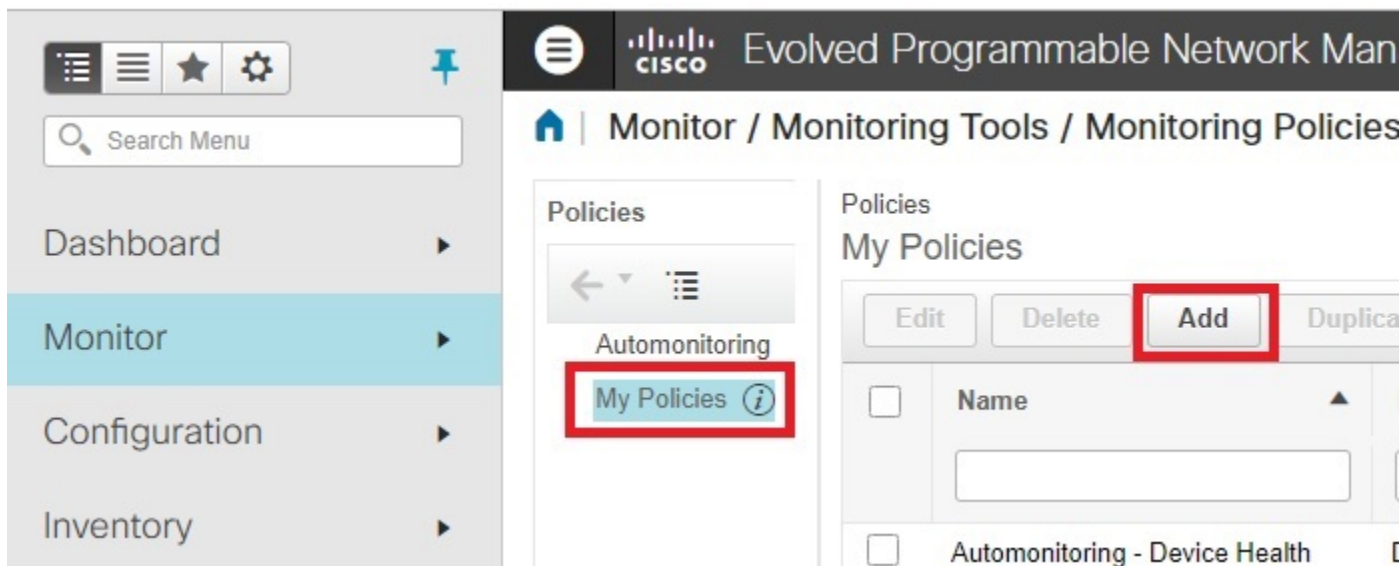 Search Menu
Dashboard
Monitor
Configuration
Inventory
CISCO Evolved Programmable Network Man
Monitor / Monitoring Tools / Monitoring Policies
Policies
Automonitoring
My Policies
Policies
My Policies
Edit Delete Add Duplica
Name
Automonitoring - Device Health